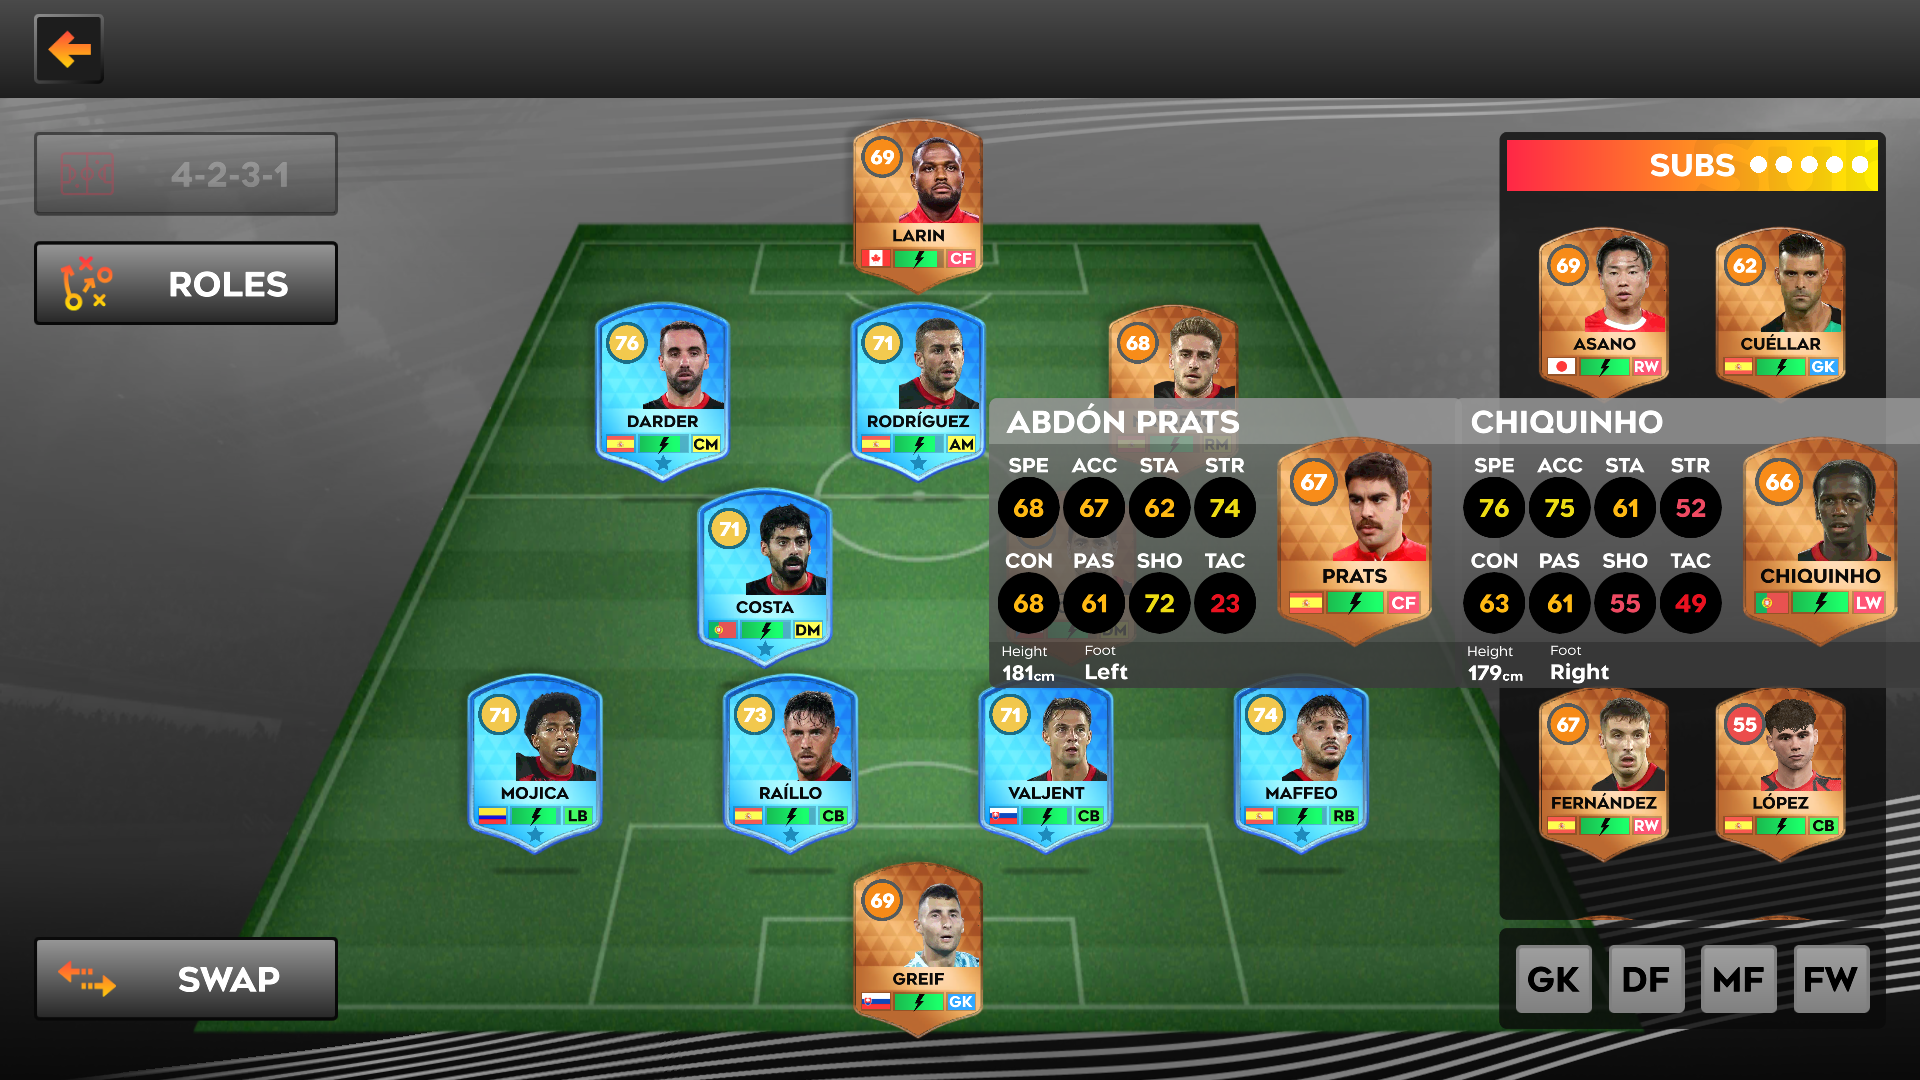 4-2-3-1
ROLES
SWAP
69
LARIN
CF
76
DARDER
CM
71
RODRÍGUEZ
AM
68
RM
71
COSTA
DM
DM
71
MOJICA
LB
73
RAÍLLO
CB
71
VALJENT
CB
74
MAFFEO
RB
69
GREIF
GK
ABDÓN PRATS
SPE ACC STA STR
68 67 62 74
CON PAS SHO TAC
68 61 72 23
Height Foot
181cm Left
67
PRATS
CF
CHIQUINHO
SPE ACC STA STR
76 75 61 52
CON PAS SHO TAC
63 61 55 49
Height Foot
179cm Right
66
CHIQUINHO
LW
SUBS
69
ASANO
RW
62
CUÉLLAR
GK
67
FERNÁNDEZ
RW
55
LÓPEZ
CB
GK DF MF FW